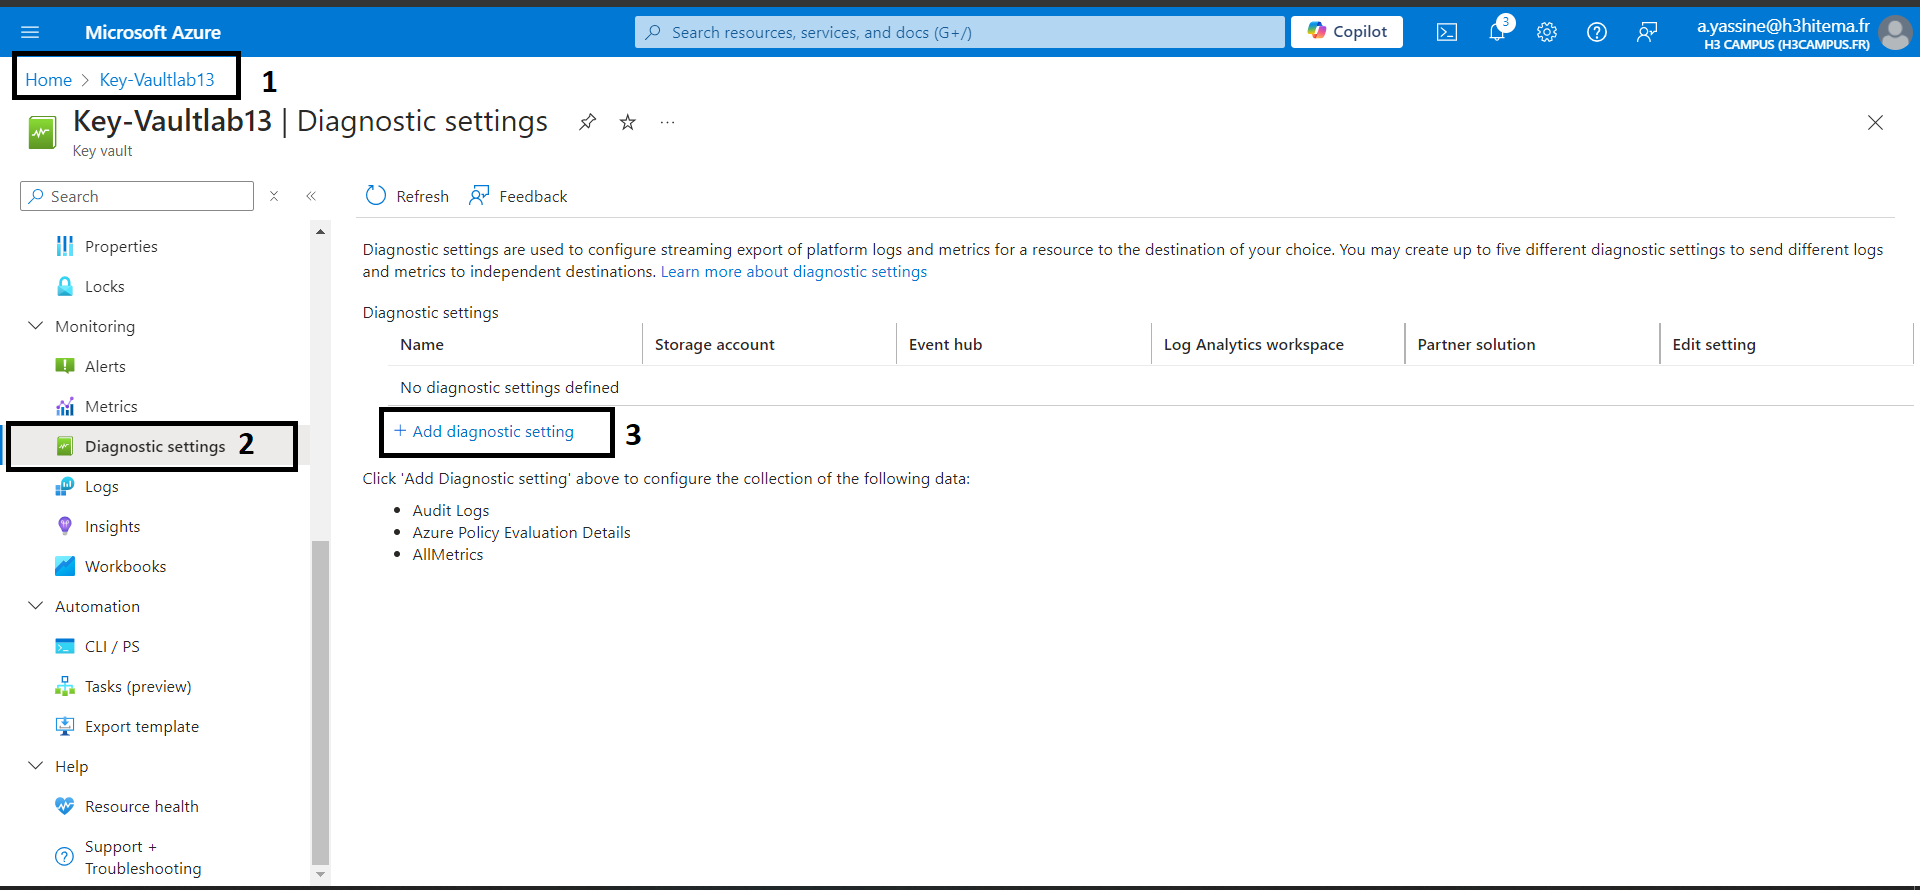 Microsoft Azure
Search resources, services, and docs (G+/)
Copilot
3
a.yassine@h3hitema.fr
H3 CAMPUS (H3CAMPUS.FR)
Home > Key-Vaultlab13
1
Key-Vaultlab13 | Diagnostic settings
Key vault
Search
Refresh
Feedback
Properties
Locks
Monitoring
Alerts
Metrics
Diagnostic settings 2
Logs
Insights
Workbooks
Automation
CLI / PS
Tasks (preview)
Export template
Help
Resource health
Support +
Troubleshooting
Diagnostic settings are used to configure streaming export of platform logs and metrics for a resource to the destination of your choice. You may create up to five different diagnostic settings to send different logs
and metrics to independent destinations. Learn more about diagnostic settings
Diagnostic settings
Name Storage account Event hub Log Analytics workspace Partner solution Edit setting
No diagnostic settings defined
+ Add diagnostic setting 3
Click 'Add Diagnostic setting' above to configure the collection of the following data:
• Audit Logs
• Azure Policy Evaluation Details
• AllMetrics